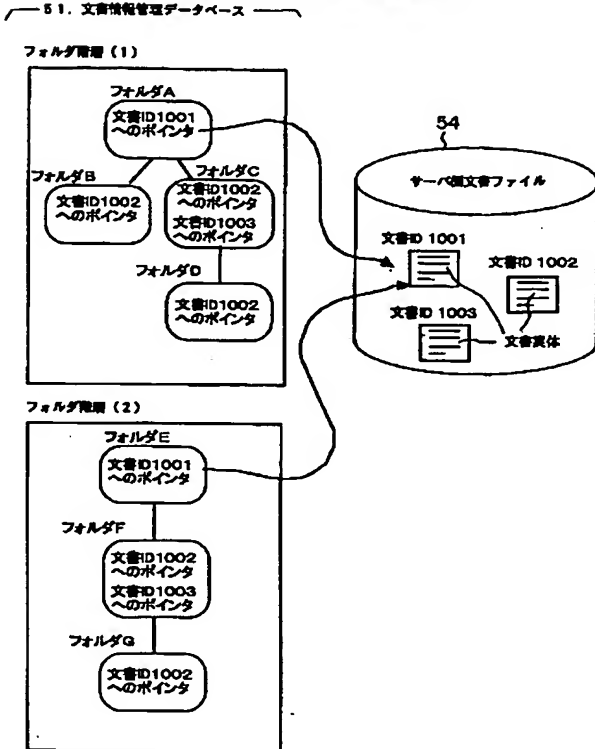 51. 文書情報管理データベース
フォルダ階層 (1)
フォルダA
文書ID1001
へのポインタ
フォルダB
文書ID1002
へのポインタ
フォルダC
文書ID1002
へのポインタ
文書ID1003
へのポインタ
フォルダD
文書ID1002
へのポインタ
54
サーバ側文書ファイル
文書ID 1001
文書ID 1002
文書ID 1003
文書実体
フォルダ階層 (2)
フォルダE
文書ID1001
へのポインタ
フォルダF
文書ID1002
へのポインタ
文書ID1003
へのポインタ
フォルダG
文書ID1002
へのポインタ